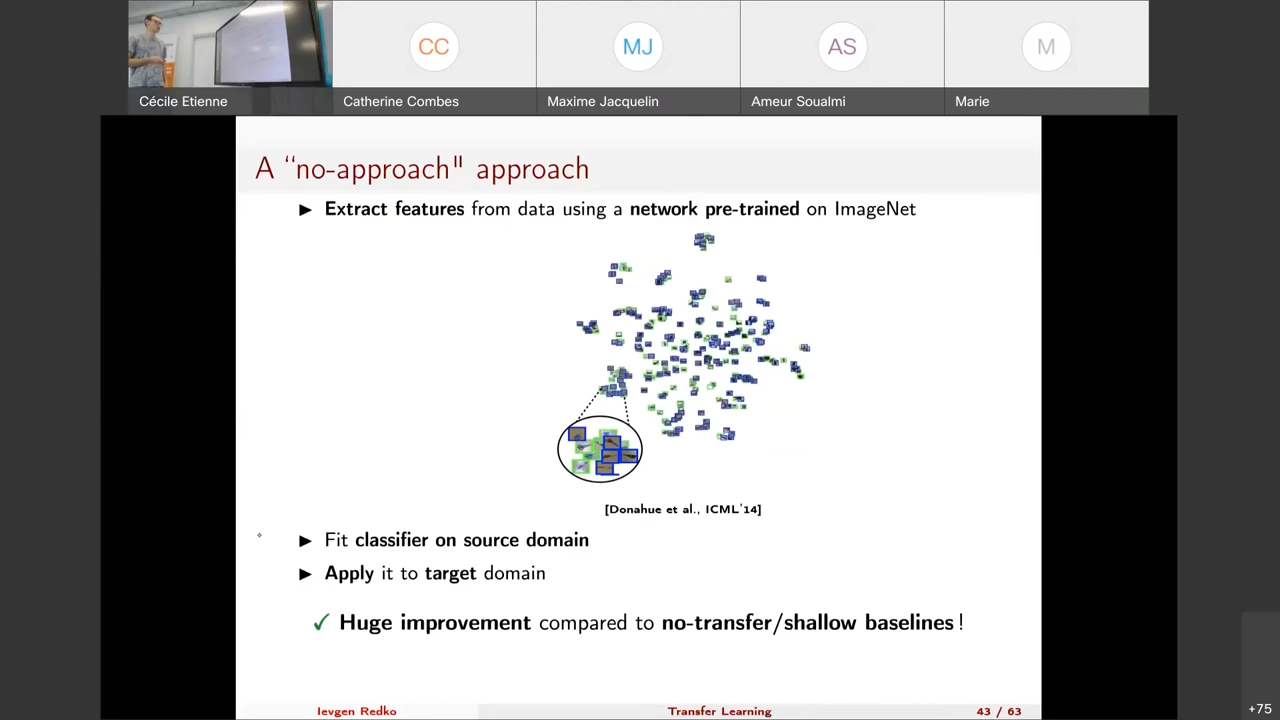 CC
MJ
AS
M
Cécile Etienne
Catherine Combes
Maxime Jacquelin
Ameur Soualmi
Marie
A “no-approach" approach
▶ Extract features from data using a network pre-trained on ImageNet
[Donahue et al., ICML'14]
▶ Fit classifier on source domain
▶ Apply it to target domain
✓ Huge improvement compared to no-transfer/shallow baselines !
Ievgen Redko
Transfer Learning
43 / 63
+75